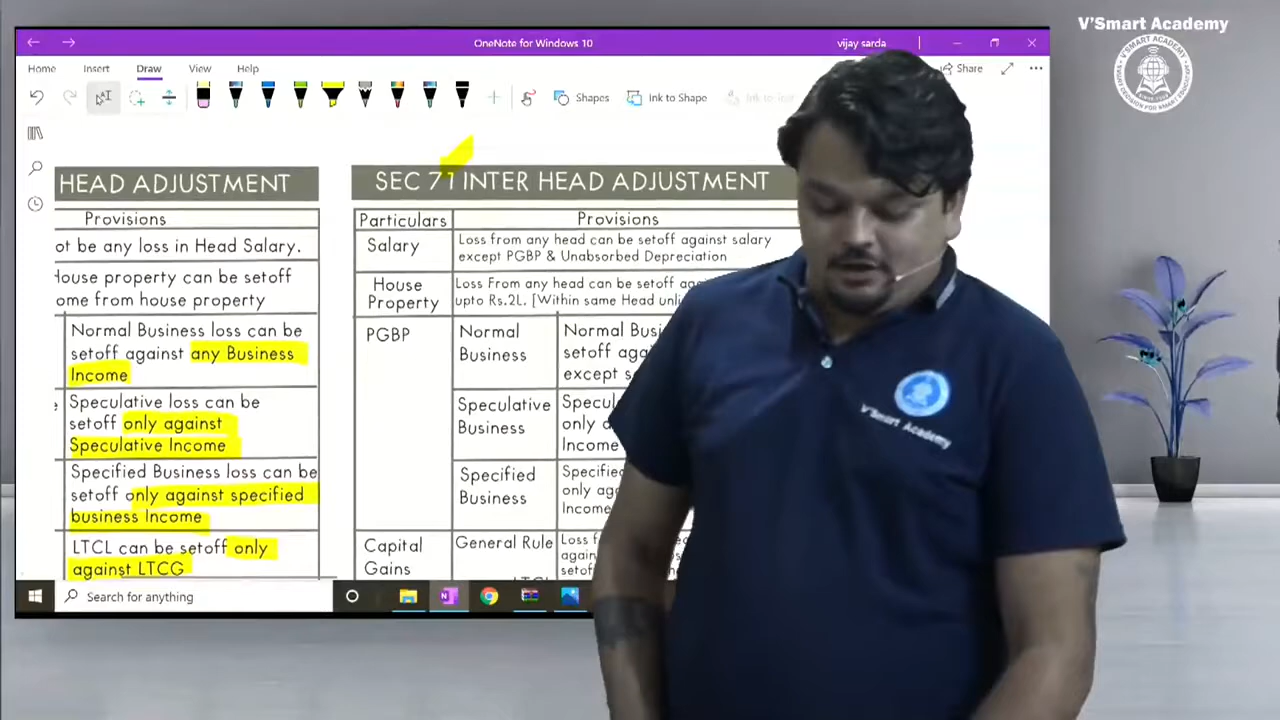 V'Smart Academy
OneNote for Windows 10
vijay sarda
Home Insert Draw View Help
Share
Shapes Ink to Shape
HEAD ADJUSTMENT
Provisions
ot be any loss in Head Salary.
House property can be setoff
ome from house property
Normal Business loss can be
setoff against any Business
Income
Speculative loss can be
setoff only against
Speculative Income
Specified Business loss can be
setoff only against specified
business Income
LTCL can be setoff only
against LTCG
SEC 71 INTER HEAD ADJUSTMENT
Particulars Provisions
Salary
Loss from any head can be setoff against salary
except PGBP & Unabsorbed Depreciation
House
Property
Loss From any head can be setoff
upto Rs.2L. [Within same Head
PGBP
Normal
Business
Normal
setoff
except
Speculative
Business
only
Income
Specified
Business
only
Income
Capital
Gains
General Rule
Loss
setoff
Search for anything
V'Smart Academy